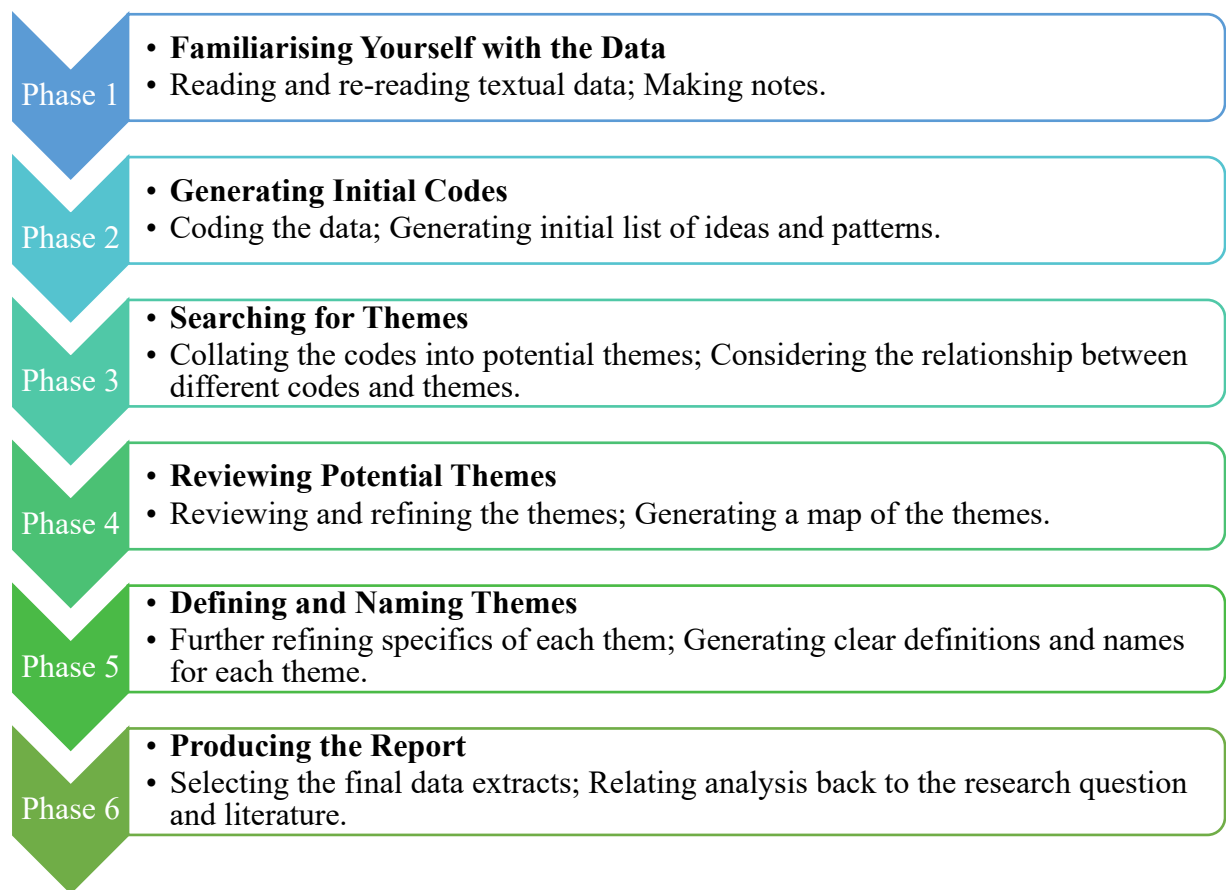 Phase 1
• Familiarising Yourself with the Data
• Reading and re-reading textual data; Making notes.
Phase 2
• Generating Initial Codes
• Coding the data; Generating initial list of ideas and patterns.
Phase 3
• Searching for Themes
• Collating the codes into potential themes; Considering the relationship between
different codes and themes.
Phase 4
• Reviewing Potential Themes
• Reviewing and refining the themes; Generating a map of the themes.
Phase 5
• Defining and Naming Themes
• Further refining specifics of each them; Generating clear definitions and names
for each theme.
Phase 6
• Producing the Report
• Selecting the final data extracts; Relating analysis back to the research question
and literature.